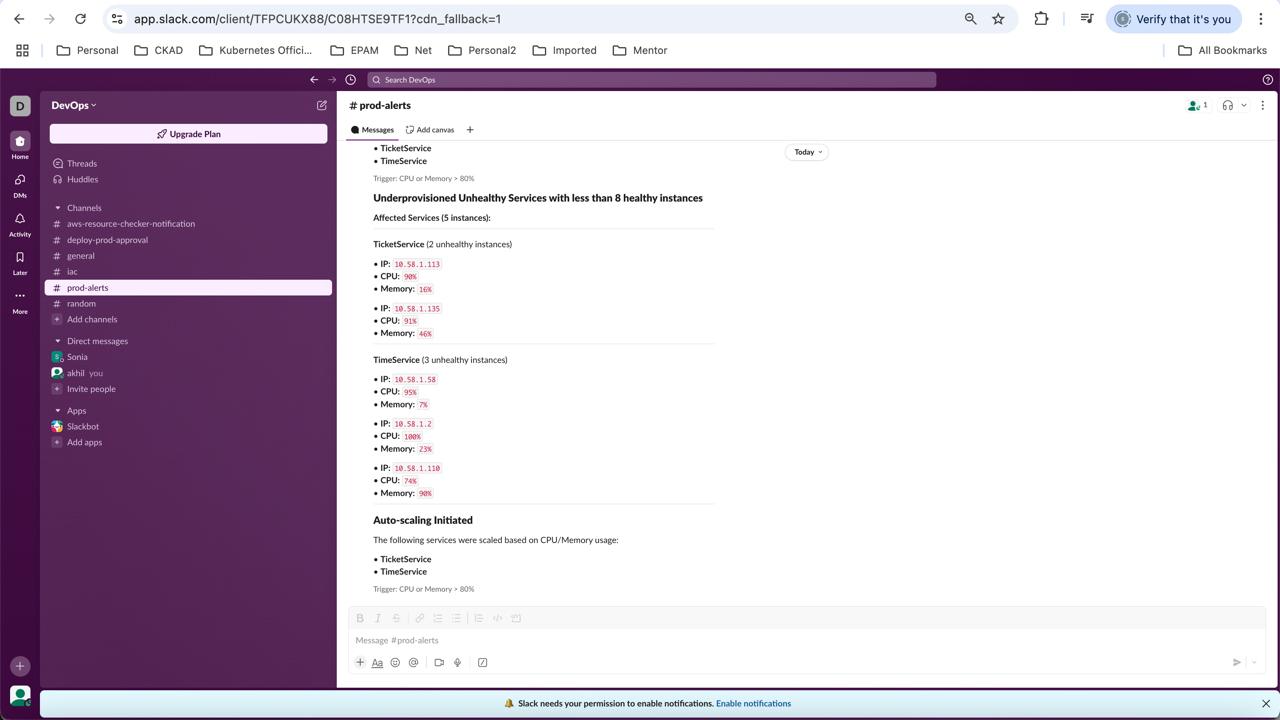 app.slack.com/client/TFPCUKX88/C08HTSE9TF1?cdn_fallback=1
Verify that it's you
Personal
CKAD
Kubernetes Offici...
EPAM
Net
Personal2
Imported
Mentor
All Bookmarks
Search DevOps
D
Home
DMs
Activity
Later
More
DevOps
Upgrade Plan
Threads
Huddles
Channels
# aws-resource-checker-notification
# deploy-prod-approval
# general
# iac
# prod-alerts
# random
+ Add channels
Direct messages
Sonia
akhil you
+ Invite people
Apps
Slackbot
+ Add apps
# prod-alerts
1
Messages
Add canvas
+
Today
• TicketService
• TimeService
Trigger: CPU or Memory > 80%
Underprovisioned Unhealthy Services with less than 8 healthy instances
Affected Services (5 instances):
TicketService (2 unhealthy instances)
• IP: 10.58.1.113
• CPU: 90%
• Memory: 16%
• IP: 10.58.1.135
• CPU: 91%
• Memory: 46%
TimeService (3 unhealthy instances)
• IP: 10.58.1.58
• CPU: 95%
• Memory: 7%
• IP: 10.58.1.2
• CPU: 100%
• Memory: 23%
• IP: 10.58.1.110
• CPU: 74%
• Memory: 90%
Auto-scaling Initiated
The following services were scaled based on CPU/Memory usage:
• TicketService
• TimeService
Trigger: CPU or Memory > 80%
B I S
Message #prod-alerts
+ Aa @
Slack needs your permission to enable notifications. Enable notifications